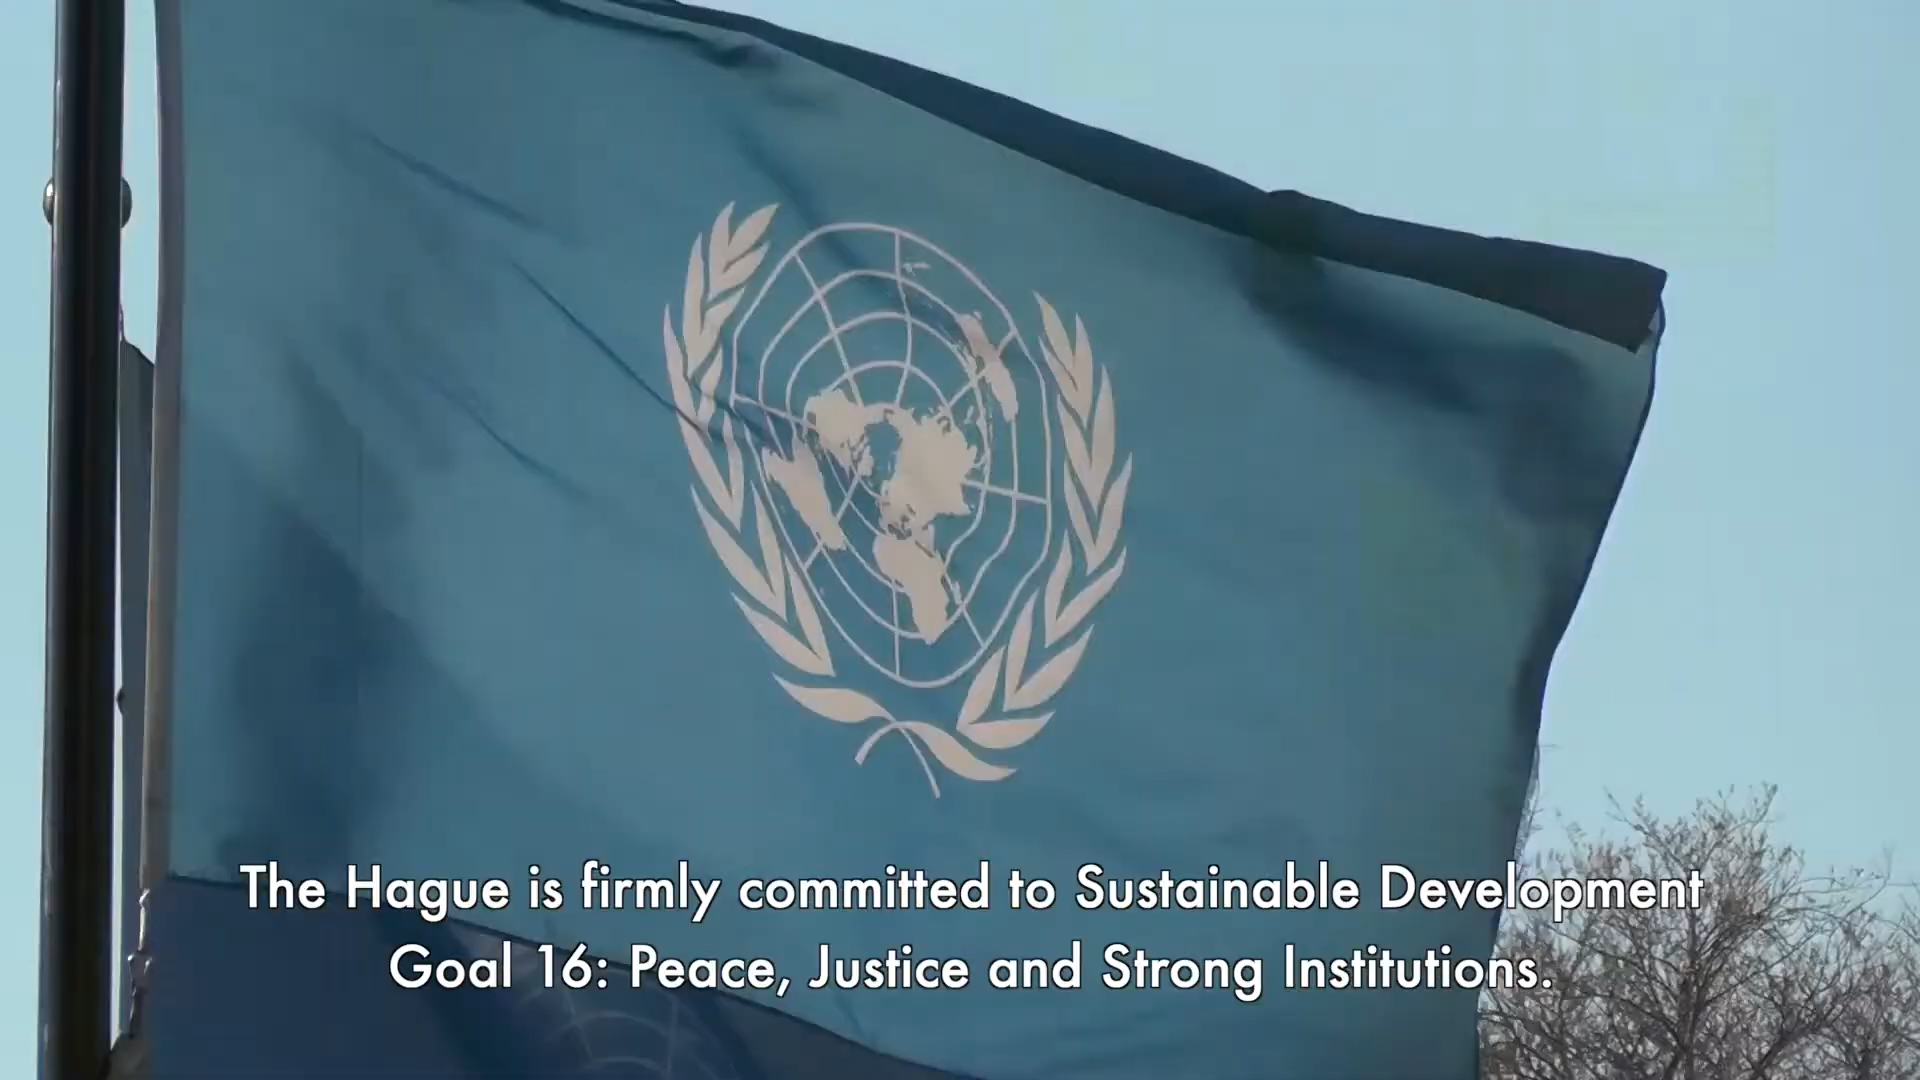 The Hague is firmly committed to Sustainable Development
Goal 16: Peace, Justice and Strong Institutions.